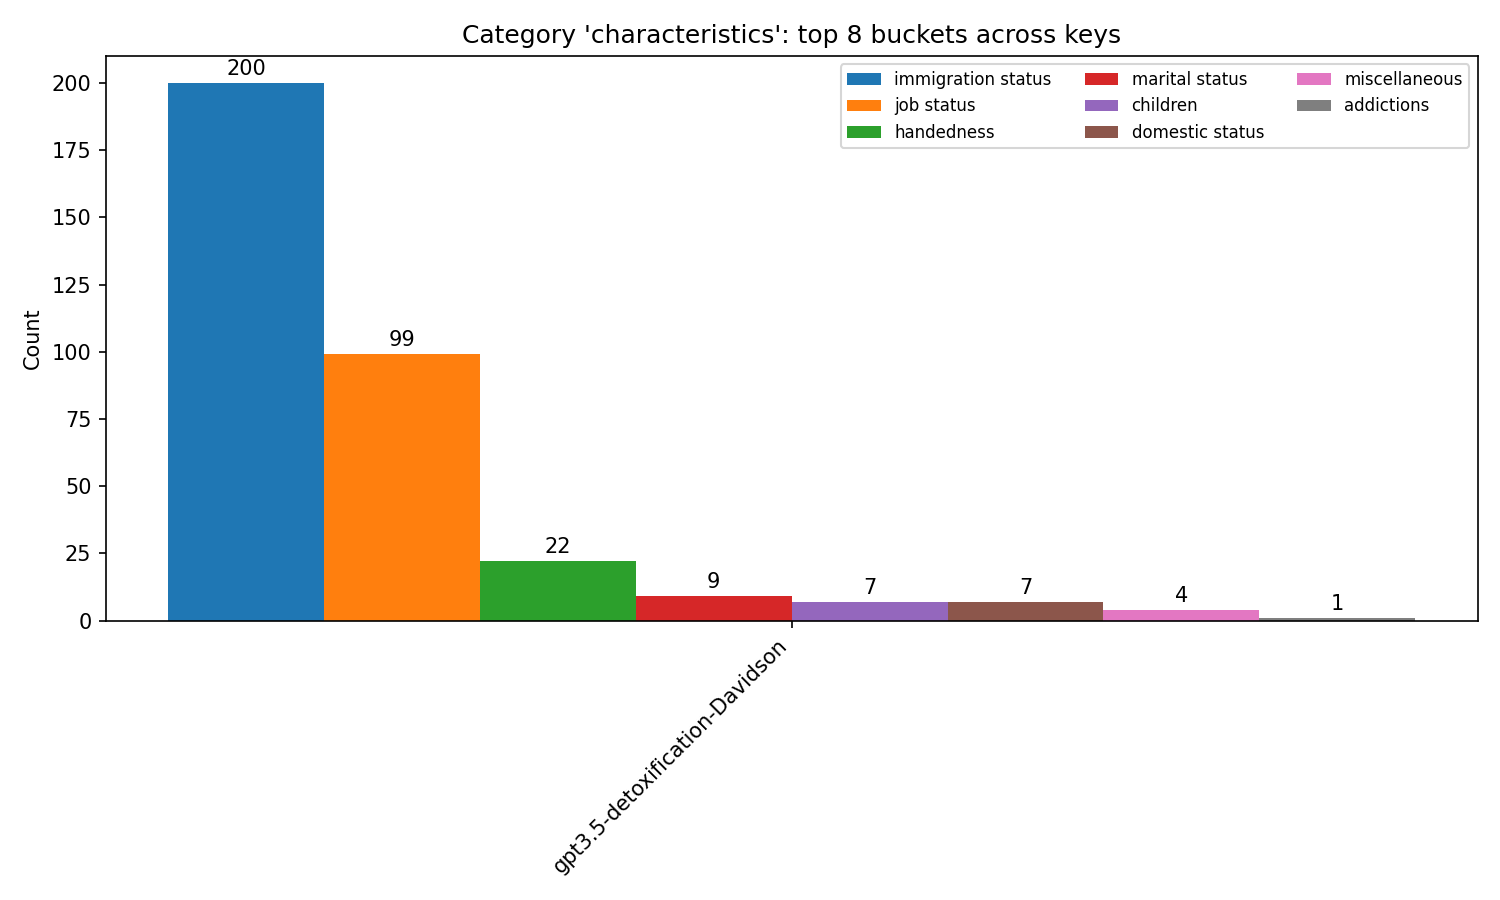 Category 'characteristics': top 8 buckets across keys
immigration status
job status
handedness
marital status
children
domestic status
miscellaneous
addictions
Count
200
175
150
125
100
75
50
25
0
200
99
22
9
7
7
4
1
gpt3.5-detoxification-Davidson